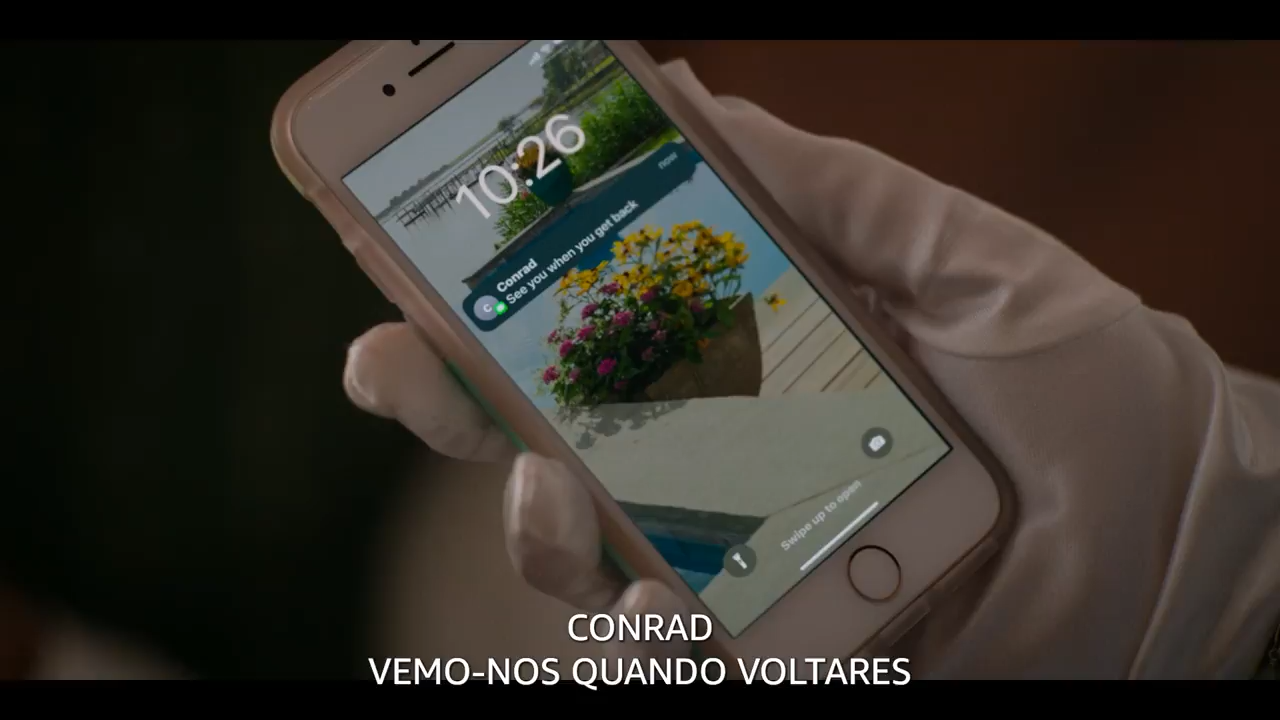 10:26
now
Conrad
See you when you get back
C
Swipe up to open
CONRAD
VEMO-NOS QUANDO VOLTARES